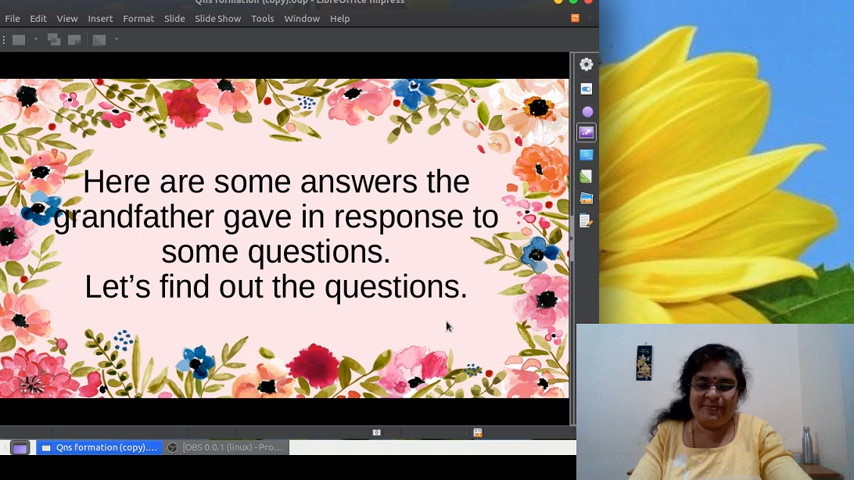 Qns formation (copy).odp - LibreOffice Impress
File Edit View Insert Format Slide Slide Show Tools Window Help
Here are some answers the
grandfather gave in response to
some questions.
Let's find out the questions.
Qns formation (copy)....
[OBS 0.0.1 (linux) - Pro...